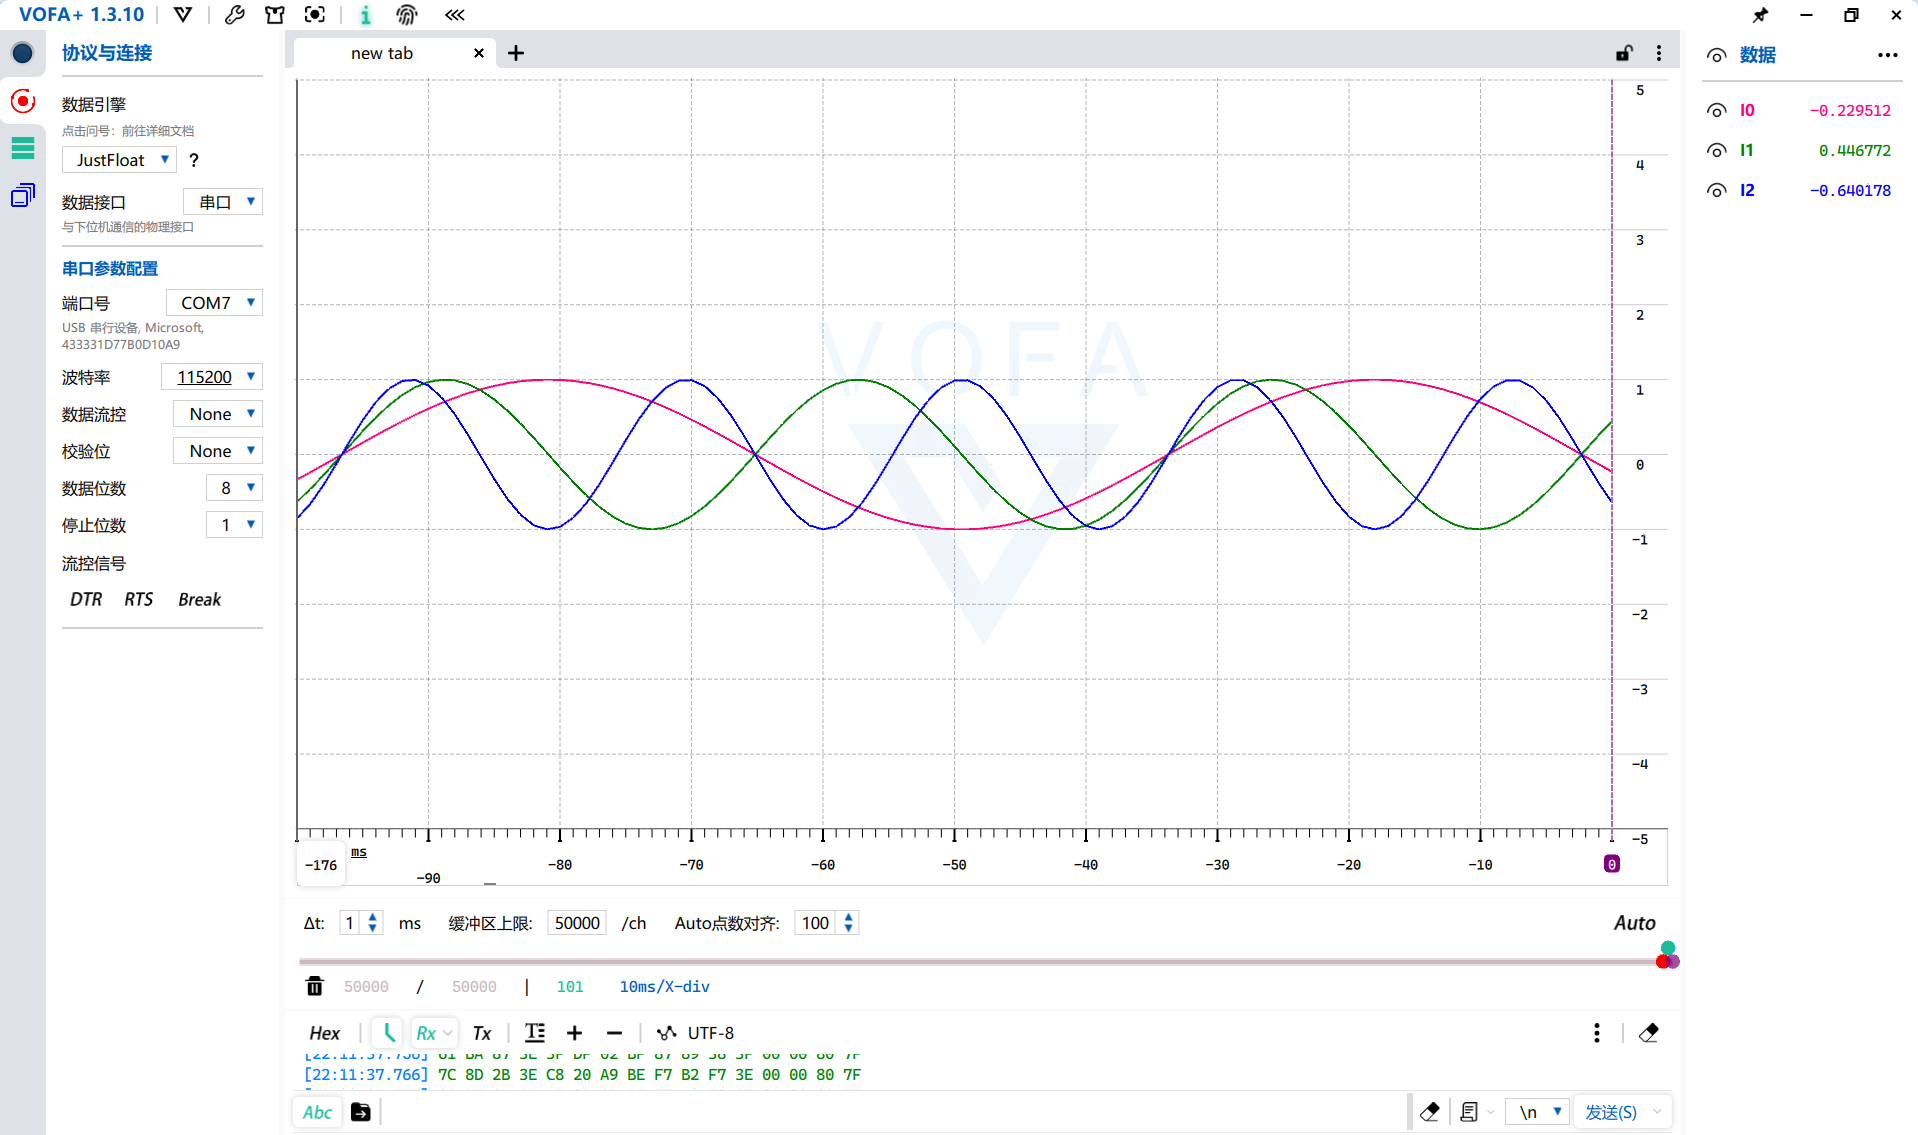 VOFA+ 1.3.10
协议与连接
数据引擎
点击问号：前往详细文档
JustFloat ?
数据接口 串口
与下位机通信的物理接口
串口参数配置
端口号 COM7
USB 串行设备, Microsoft,
433331D77B0D10A9
波特率 115200
数据流控 None
校验位 None
数据位数 8
停止位数 1
流控信号
DTR RTS Break
new tab
VOFA
5
4
3
2
1
0
-1
-2
-3
-4
-5
ms
-176 -90 -80 -70 -60 -50 -40 -30 -20 -10 0
Δt: 1 ms 缓冲区上限: 50000 /ch Auto点数对齐: 100 Auto
50000 / 50000 | 101 10ms/X-div
Hex Rx Tx UTF-8
[22:11:37.766] 7C 8D 2B 3E C8 20 A9 BE F7 B2 F7 3E 00 00 80 7F
Abc \n 发送(S)
数据
I0 -0.229512
I1 0.446772
I2 -0.640178